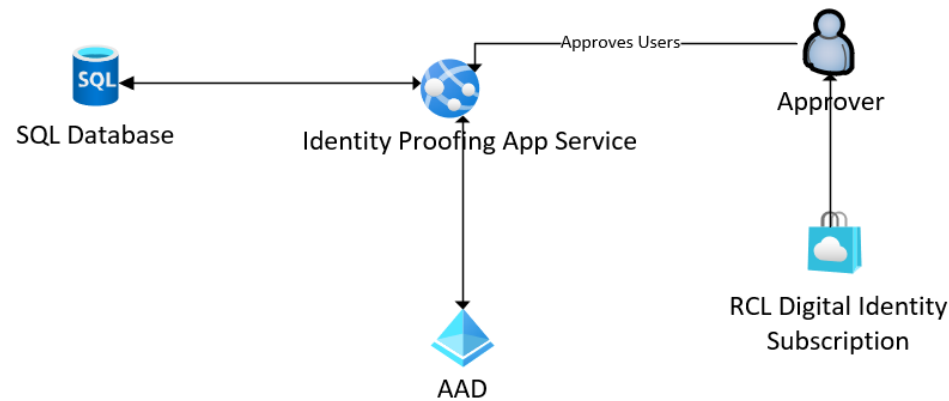 Approves Users
SQL
Approver
SQL Database
Identity Proofing App Service
RCL Digital Identity
Subscription
AAD